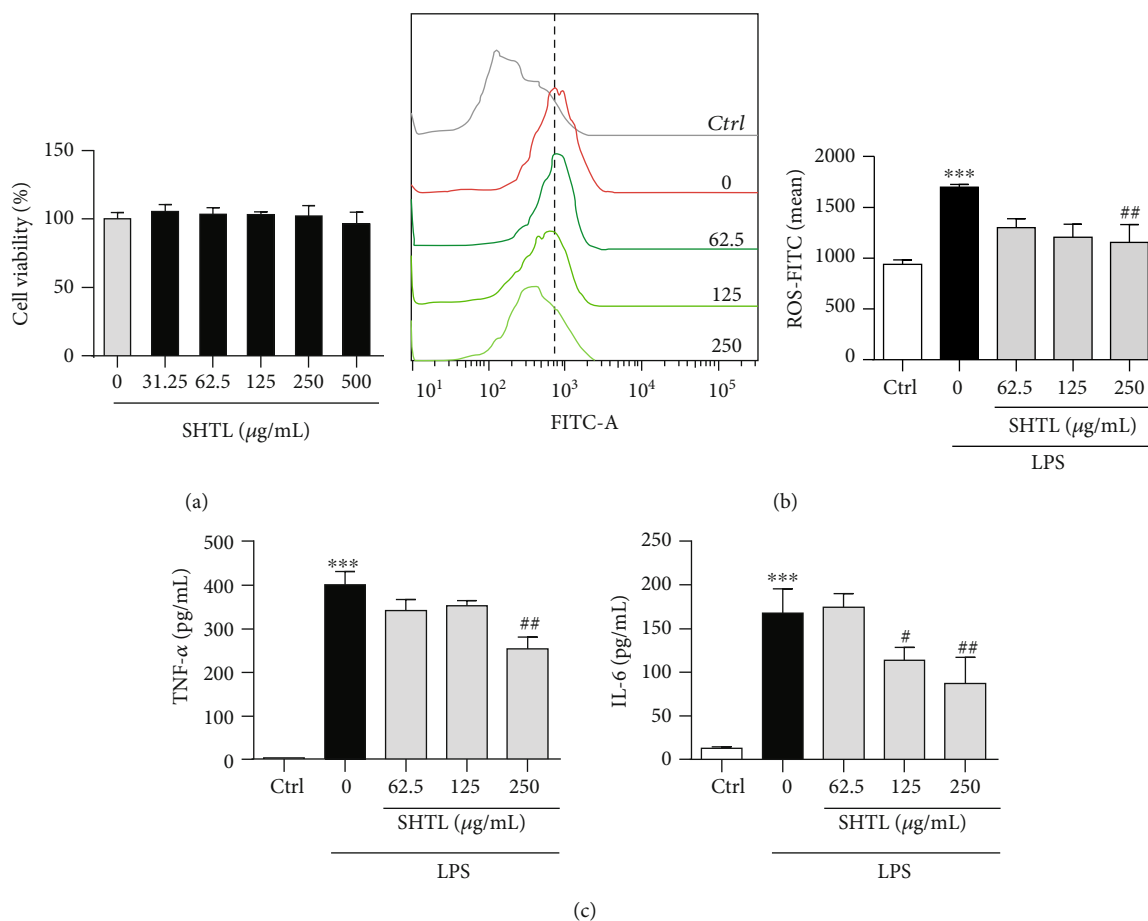 Cell viability (%)
150
100
50
0
0 31.25 62.5 125 250 500
SHTL (μg/mL)
(a)
Ctrl
0
62.5
125
250
10¹ 10² 10³ 10⁴ 10⁵
FITC-A
ROS-FITC (mean)
2000
1500
1000
500
0
***
##
Ctrl 0 62.5 125 250
SHTL (μg/mL)
LPS
(b)
TNF-α (pg/mL)
500
400
300
200
100
0
***
##
Ctrl 0 62.5 125 250
SHTL (μg/mL)
LPS
IL-6 (pg/mL)
250
200
150
100
50
0
***
#
##
Ctrl 0 62.5 125 250
SHTL (μg/mL)
LPS
(c)